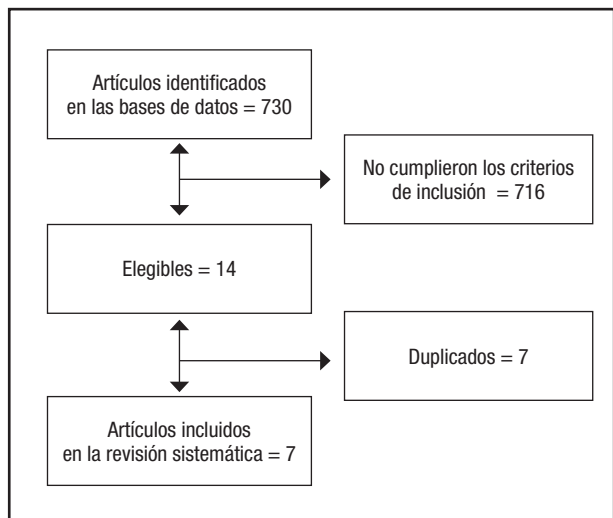 Artículos identificados
en las bases de datos = 730
No cumplieron los criterios
de inclusión = 716
Elegibles = 14
Duplicados = 7
Artículos incluidos
en la revisión sistemática = 7